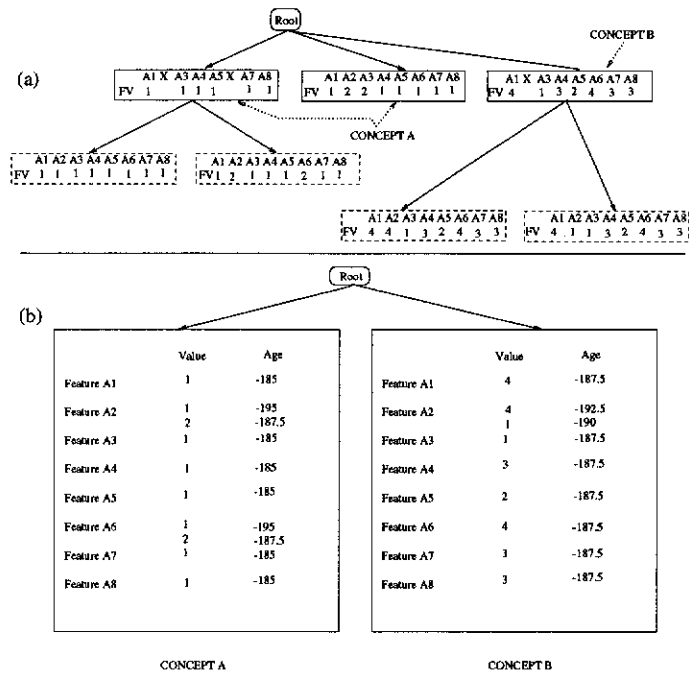 Root
CONCEPT B
(a)
A1 X A3 A4 A5 X A7 A8
FV 1 1 1 1 1 1
A1 A2 A3 A4 A5 A6 A7 A8
FV 1 2 2 1 1 1 1 1
A1 X A3 A4 A5 A6 A7 A8
FV 4 1 3 2 4 3 3
CONCEPT A
A1 A2 A3 A4 A5 A6 A7 A8
FV 1 1 1 1 1 1 1 1
A1 A2 A3 A4 A5 A6 A7 A8
FV 1 2 1 1 1 2 1 1
A1 A2 A3 A4 A5 A6 A7 A8
FV 4 4 1 3 2 4 3 3
A1 A2 A3 A4 A5 A6 A7 A8
FV 4 1 1 3 2 4 3 3
Root
(b)
Value Age
Feature A1 1 -185
Feature A2 1 -195
2 -187.5
Feature A3 1 -185
Feature A4 1 -185
Feature A5 1 -185
Feature A6 1 -195
2 -187.5
Feature A7 1 -185
Feature A8 1 -185
CONCEPT A
Value Age
Feature A1 4 -187.5
Feature A2 4 -192.5
1 -190
Feature A3 1 -187.5
Feature A4 3 -187.5
Feature A5 2 -187.5
Feature A6 4 -187.5
Feature A7 3 -187.5
Feature A8 3 -187.5
CONCEPT B